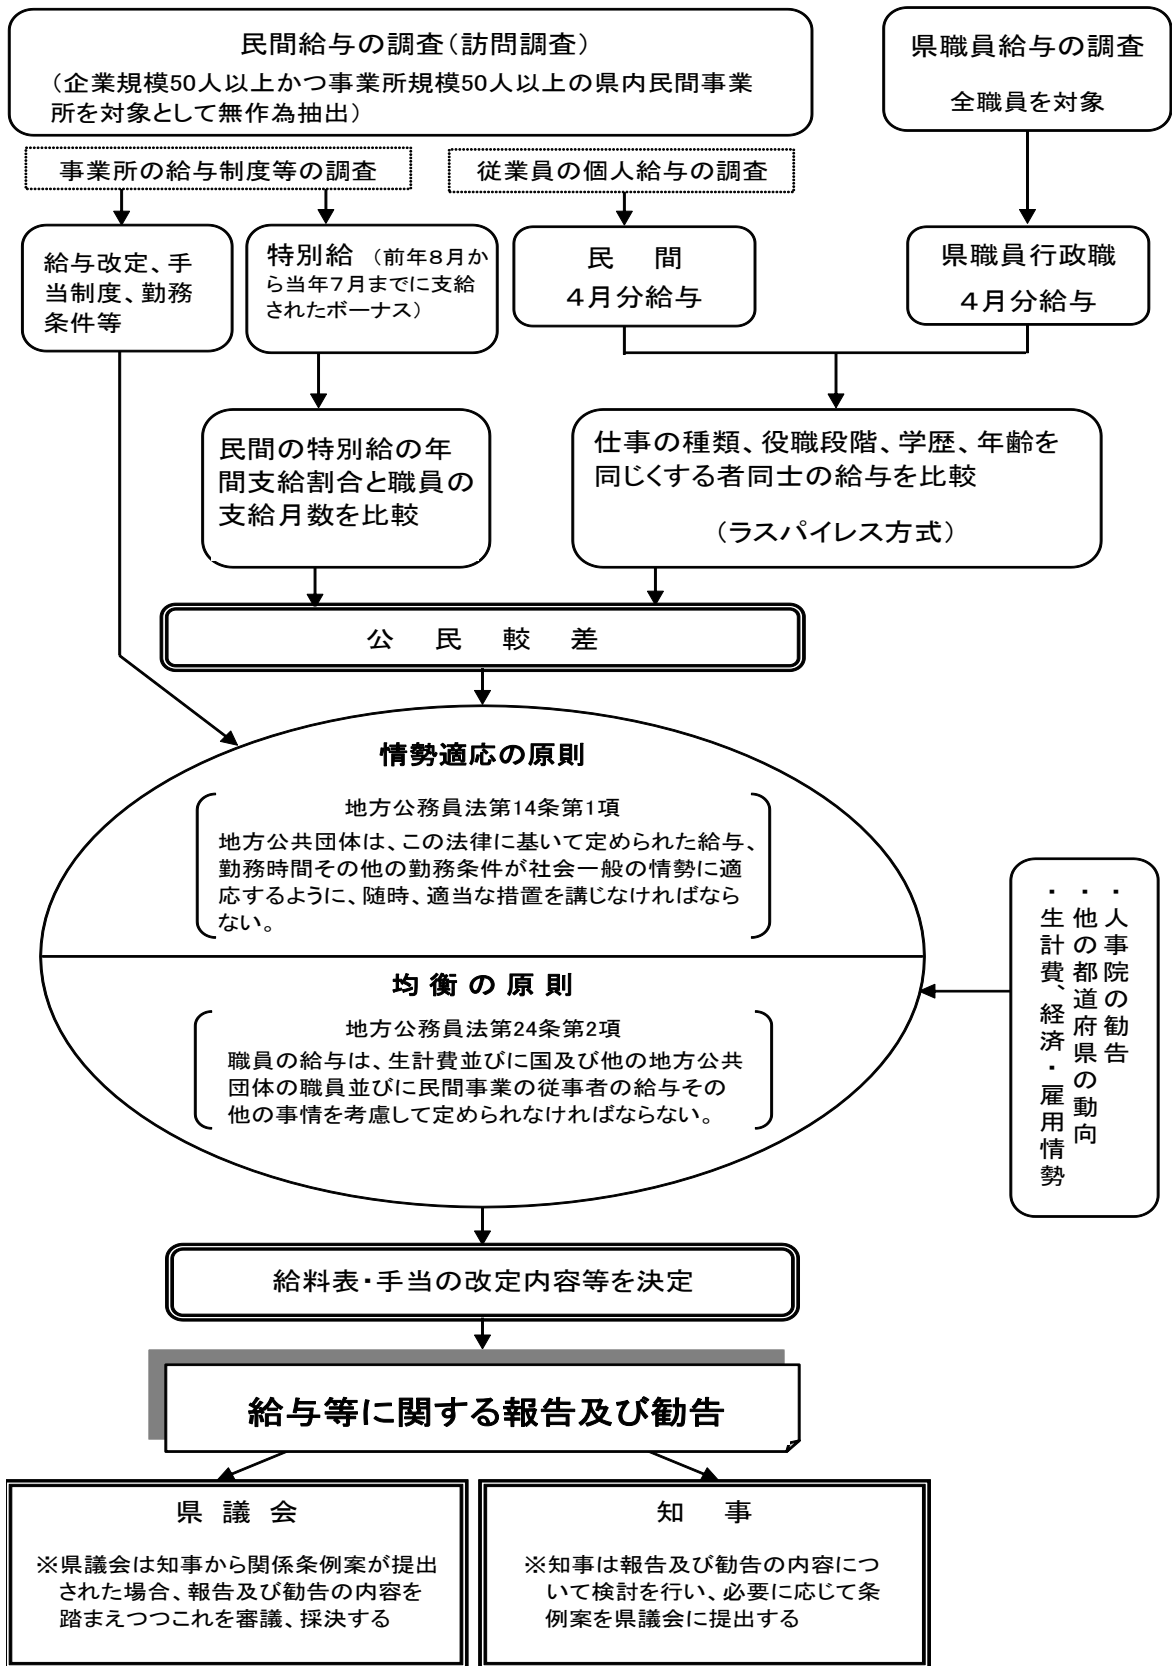 民間給与の調査（訪問調査）
（企業規模50人以上かつ事業所規模50人以上の県内民間事業
所を対象として無作為抽出）
県職員給与の調査
全職員を対象
事業所の給与制度等の調査
従業員の個人給与の調査
給与改定、手
当制度、勤務
条件等
特別給（前年８月か
ら当年７月までに支給
されたボーナス）
民　間
４月分給与
県職員行政職
４月分給与
民間の特別給の年
間支給割合と職員の
支給月数を比較
仕事の種類、役職段階、学歴、年齢を
同じくする者同士の給与を比較
（ラスパイレス方式）
公　民　較　差
情勢適応の原則
地方公務員法第14条第1項
地方公共団体は、この法律に基いて定められた給与、
勤務時間その他の勤務条件が社会一般の情勢に適
応するように、随時、適当な措置を講じなければなら
ない。
均 衡 の 原 則
地方公務員法第24条第2項
職員の給与は、生計費並びに国及び他の地方公共
団体の職員並びに民間事業の従事者の給与その
他の事情を考慮して定められなければならない。
・人事院の勧告
・他の都道府県の動向
・生計費、経済・雇用情勢
給料表・手当の改定内容等を決定
給与等に関する報告及び勧告
県 議 会
※県議会は知事から関係条例案が提出
された場合、報告及び勧告の内容を
踏まえつつこれを審議、採決する
知　事
※知事は報告及び勧告の内容につ
いて検討を行い、必要に応じて条
例案を県議会に提出する